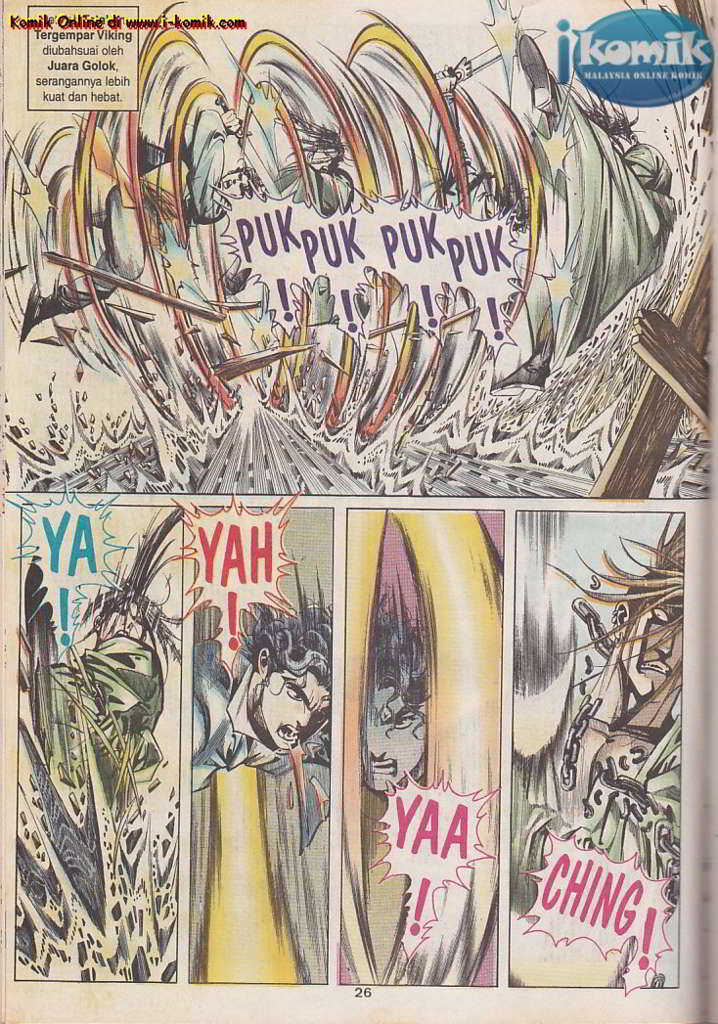 Komik Online di www.i-komik.com
Tergempar Viking
diubahsuai oleh
Juara Golok,
serangannya lebih
kuat dan hebat.
ikomik
MALAYSIA ONLINE KOMIK
PUK PUK PUK PUK
! ! ! !
YA
!
YAH
!
YAA
!
CHING!
26